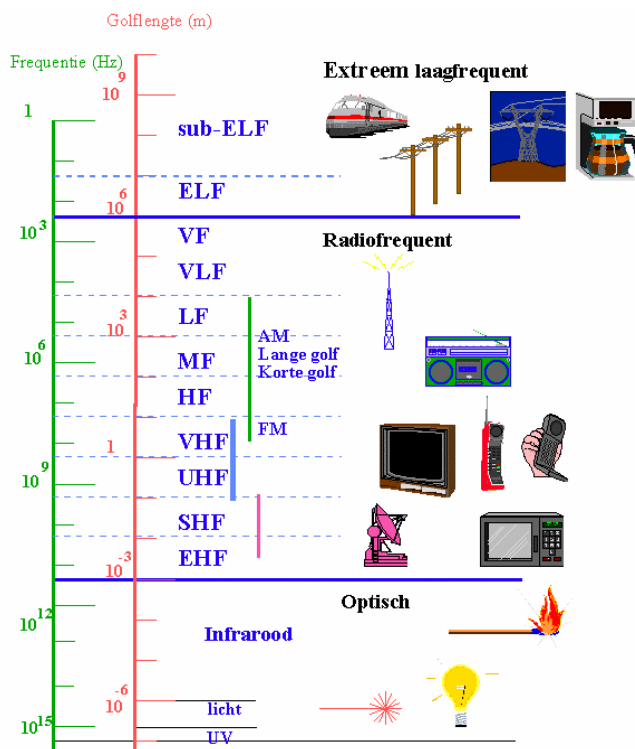 Golflengte (m)
Frequentie (Hz)
10^9
Extreem laagfrequent
1
sub-ELF
ELF
10^6
10^3
VF
Radiofrequent
VLF
LF
10^3
AM
Lange golf
Korte golf
10^6
MF
HF
FM
VHF
1
UHF
10^9
SHF
EHF
10^-3
Optisch
10^12
Infrarood
10^-6
licht
10^15
UV